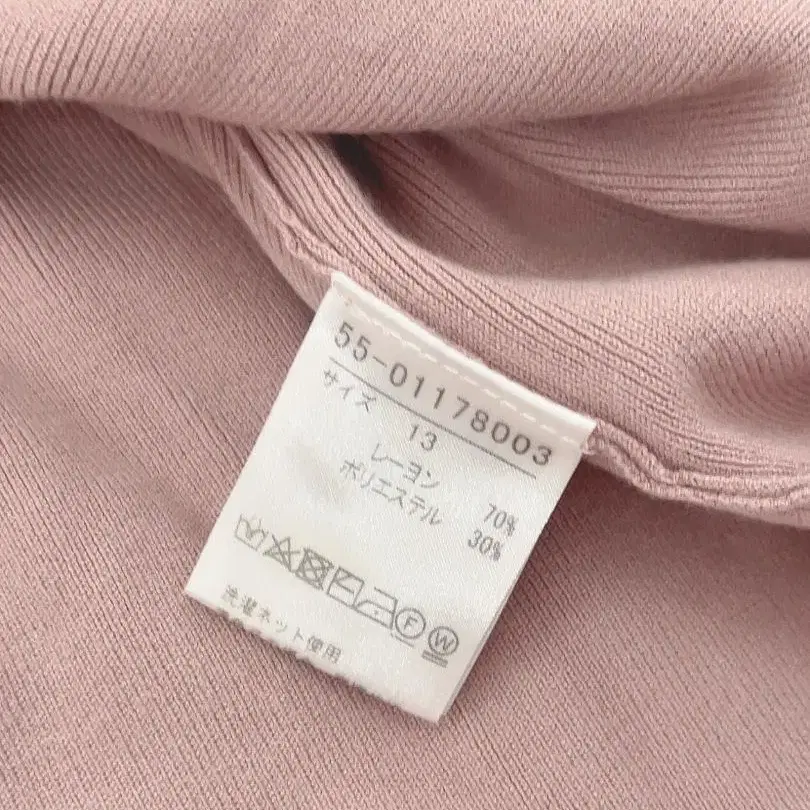 55-01178003
サイズ
13
レーヨン 70%
ポリエステル 30%
F W
洗濯ネット使用